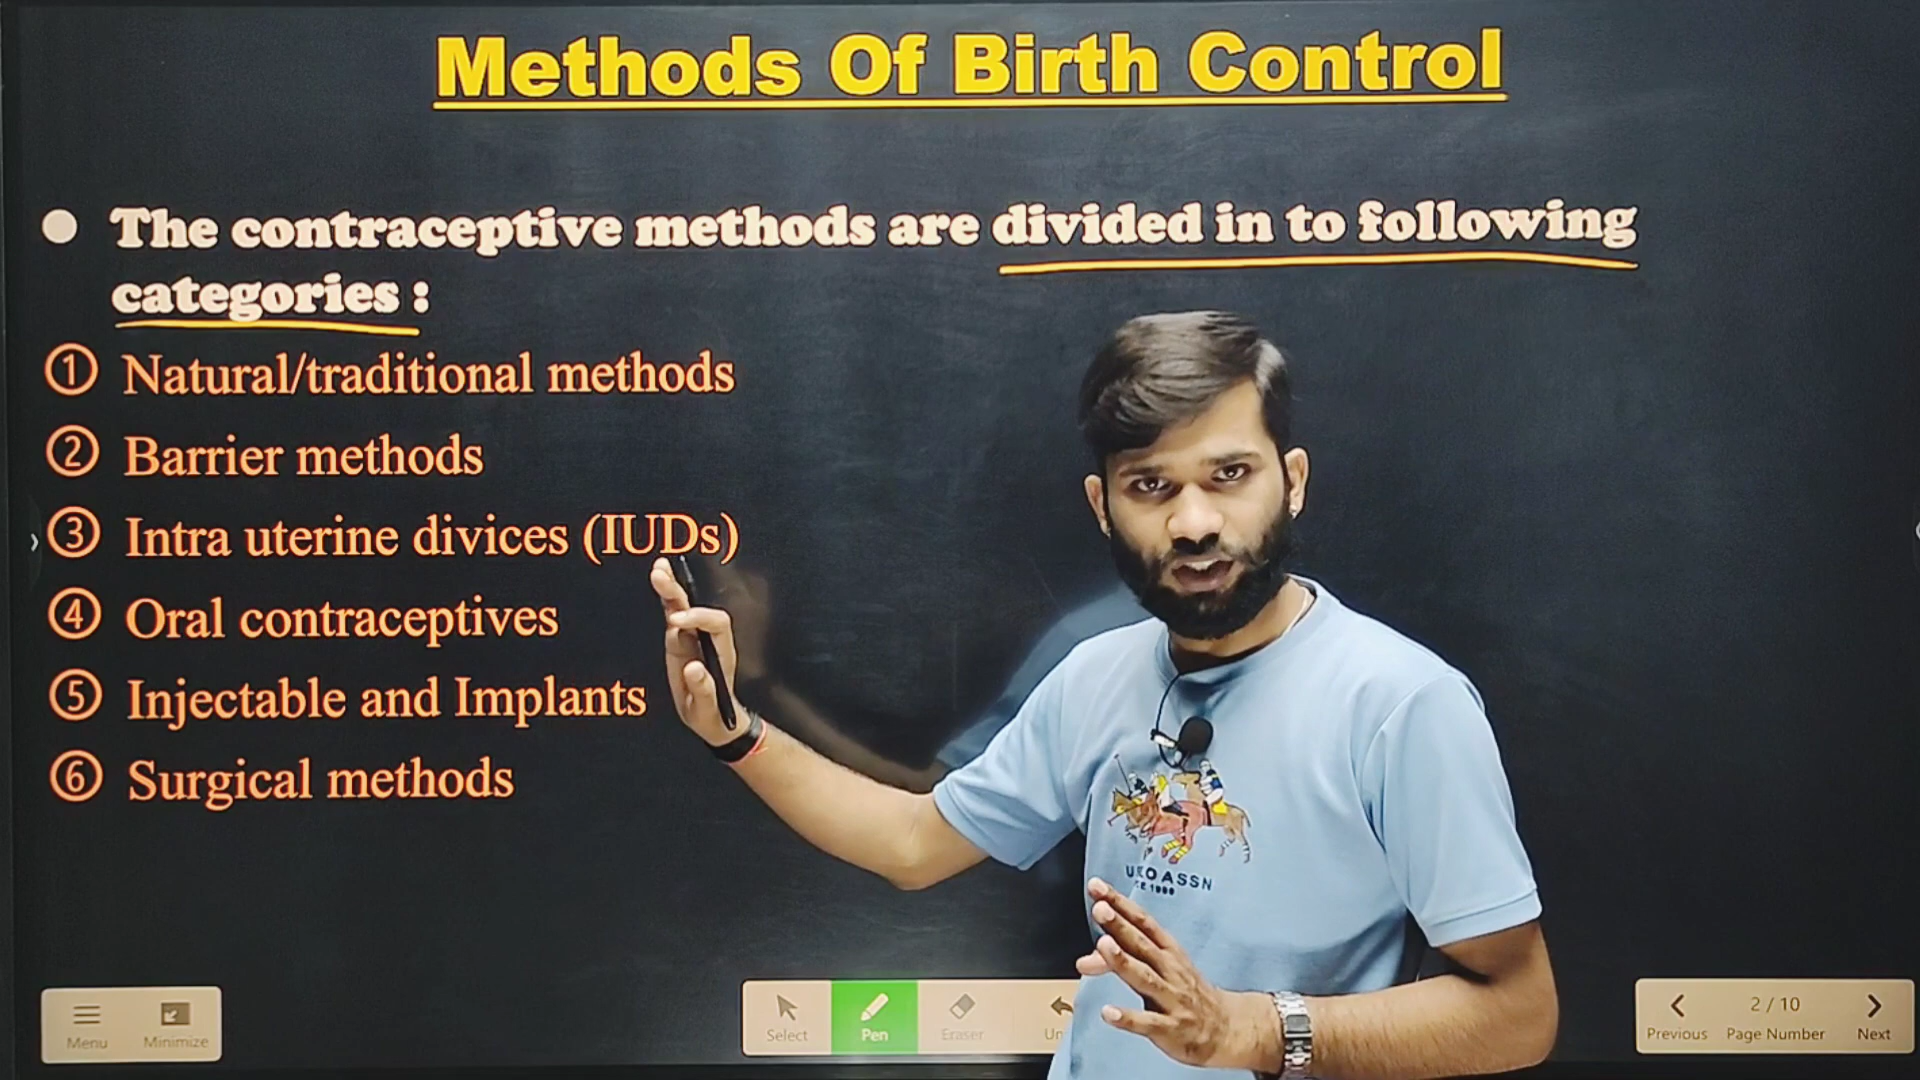 Methods Of Birth Control
The contraceptive methods are divided in to following
categories :
① Natural/traditional methods
② Barrier methods
③ Intra uterine divices (IUDs)
④ Oral contraceptives
⑤ Injectable and Implants
⑥ Surgical methods
ASSN
Menu
Minimize
Select
Pen
Eraser
2 / 10
Previous
Page Number
Next